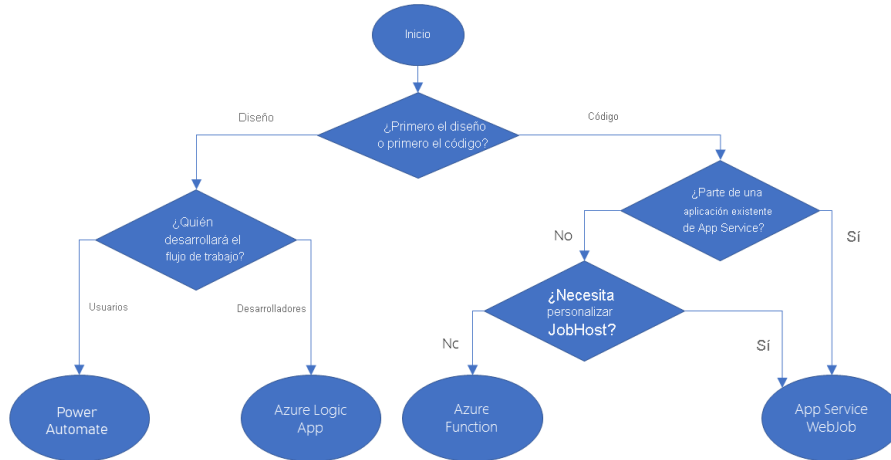 Inicio
Diseño
¿Primero el diseño
o primero el código?
Código
¿Quién
desarrollará el
flujo de trabajo?
¿Parte de una
aplicación existente
de App Service?
No
Sí
Usuarios
Desarrolladores
¿Necesita
personalizar
JobHost?
Nc
Sí
Power
Automate
Azure Logic
App
Azure
Function
App Service
WebJob